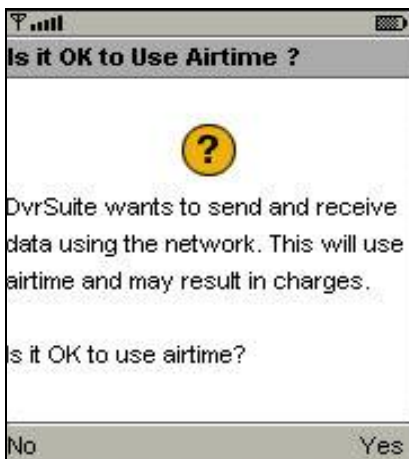 Is it OK to Use Airtime ?
?
DvrSuite wants to send and receive
data using the network. This will use
airtime and may result in charges.
Is it OK to use airtime?
No Yes